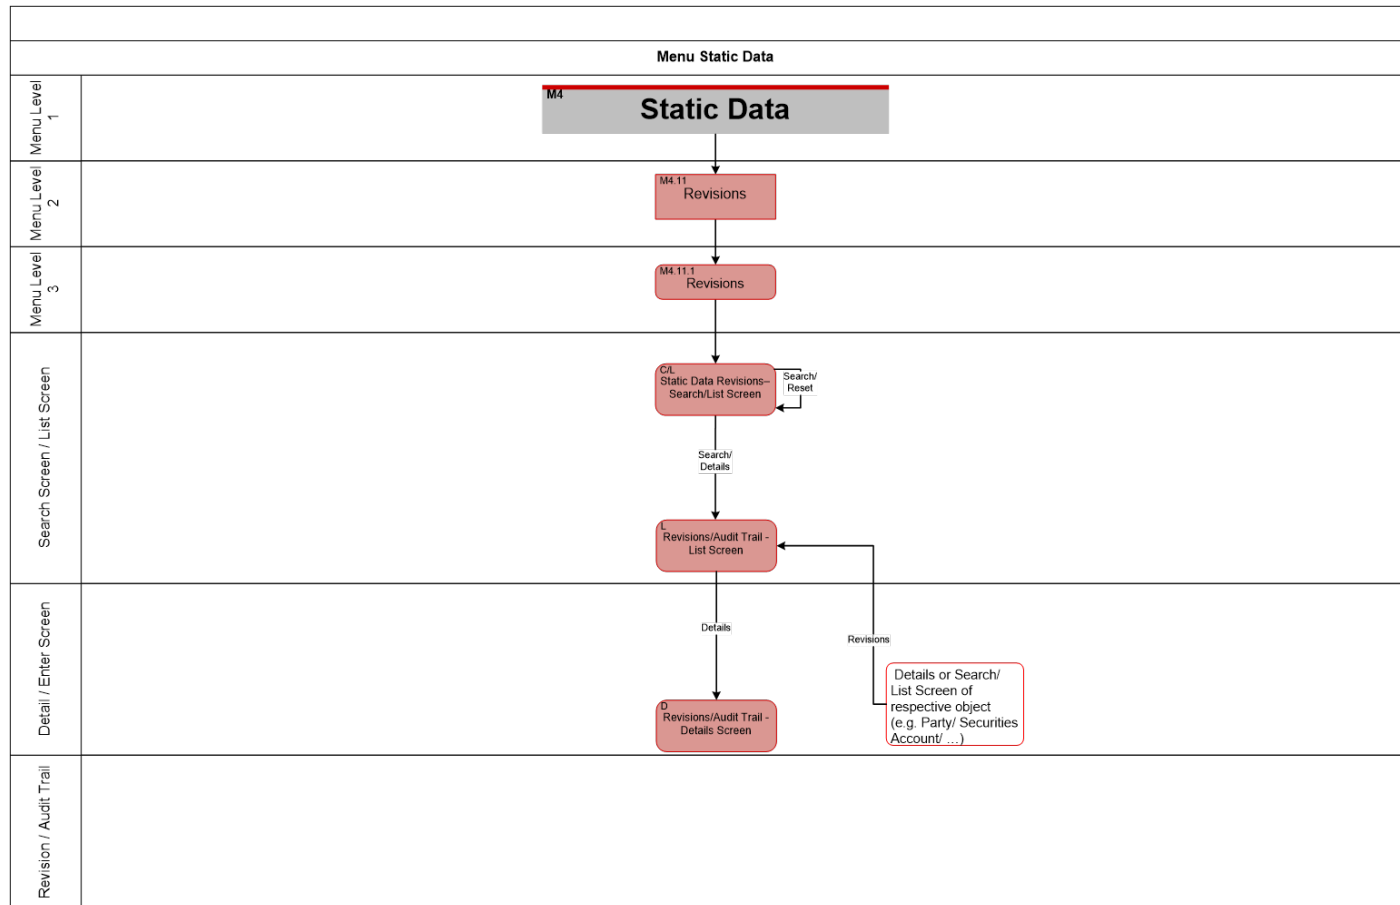 Menu Static Data
Menu Level
1
M4
Static Data
Menu Level
2
M4.11
Revisions
Menu Level
3
M4.11.1
Revisions
Search Screen / List Screen
C/L
Static Data Revisions–
Search/List Screen
Search/
Reset
Search/
Details
L
Revisions/Audit Trail -
List Screen
Detail / Enter Screen
Details
Revisions
Details or Search/
List Screen of
respective object
(e.g. Party/ Securities
Account/ …)
D
Revisions/Audit Trail -
Details Screen
Revision / Audit Trail